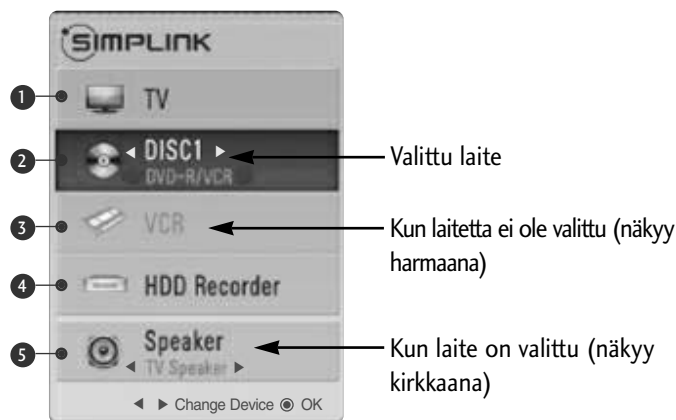 SIMPLINK
1 TV
2 DISC1 Valittu laite
DVD-R/VCR
3 VCR Kun laitetta ei ole valittu (näkyy
harmaana)
4 HDD Recorder
5 Speaker Kun laite on valittu (näkyy
TV Speaker kirkkaana)
◀ ▶ Change Device ◉ OK